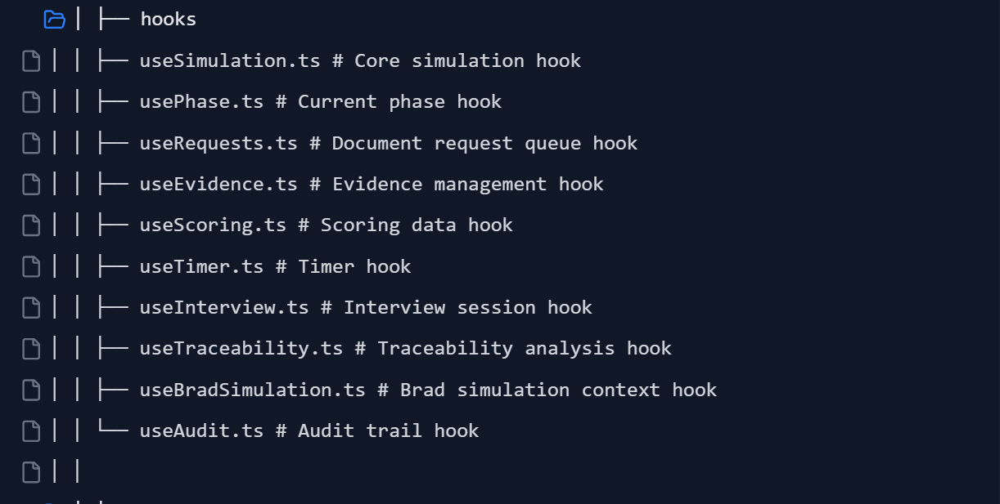 │ ├── hooks
│ │ ├── useSimulation.ts # Core simulation hook
│ │ ├── usePhase.ts # Current phase hook
│ │ ├── useRequests.ts # Document request queue hook
│ │ ├── useEvidence.ts # Evidence management hook
│ │ ├── useScoring.ts # Scoring data hook
│ │ ├── useTimer.ts # Timer hook
│ │ ├── useInterview.ts # Interview session hook
│ │ ├── useTraceability.ts # Traceability analysis hook
│ │ ├── useBradSimulation.ts # Brad simulation context hook
│ │ └── useAudit.ts # Audit trail hook
│ │